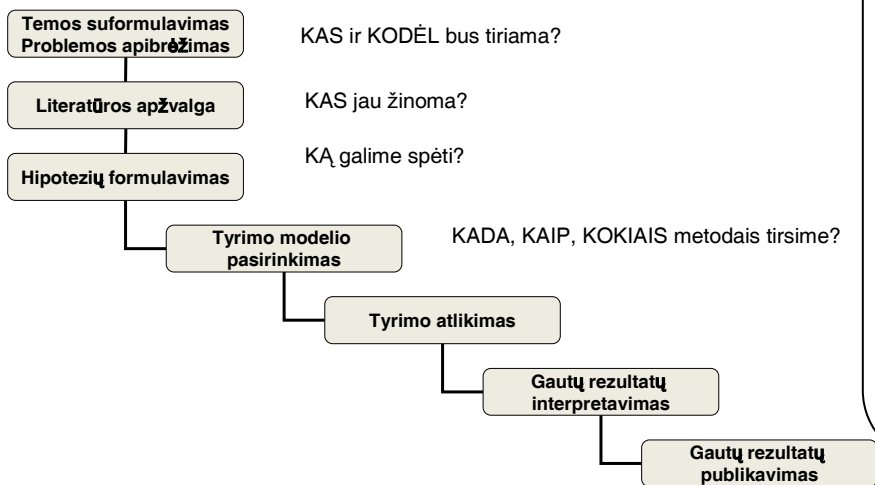 Temos suformulavimas
Problemos apibrėžimas
KAS ir KODĖL bus tiriama?
Literatūros apžvalga
KAS jau žinoma?
KĄ galime spėti?
Hipotezių formulavimas
Tyrimo modelio
pasirinkimas
KADA, KAIP, KOKIAIS metodais tirsime?
Tyrimo atlikimas
Gautų rezultatų
interpretavimas
Gautų rezultatų
publikavimas